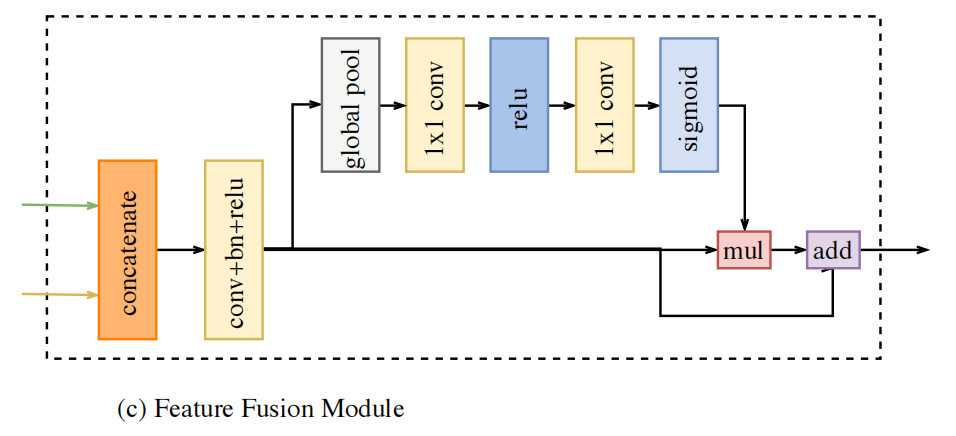 global pool
1x1 conv
relu
1x1 conv
sigmoid
concatenate
conv+bn+relu
mul
add
(c) Feature Fusion Module